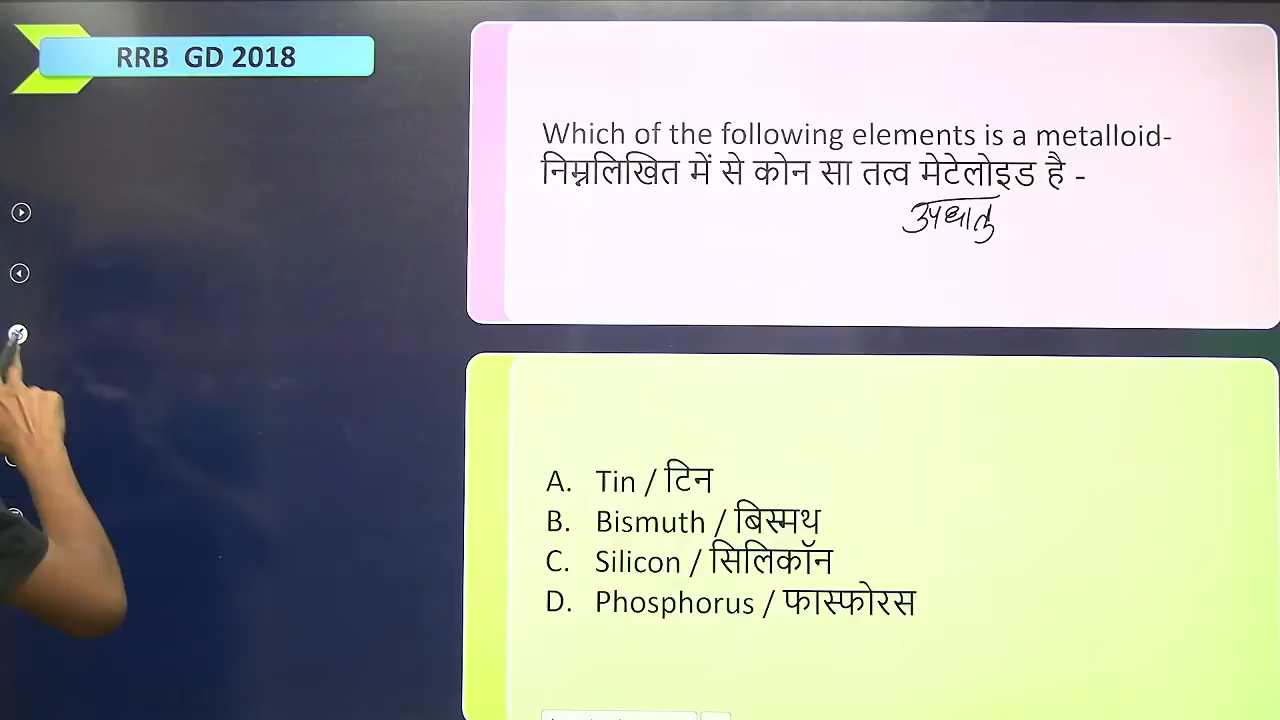 RRB GD 2018
Which of the following elements is a metalloid-
निम्नलिखित में से कोन सा तत्व मेटेलोइड है -
उपधातु
A. Tin / टिन
B. Bismuth / बिस्मथ
C. Silicon / सिलिकॉन
D. Phosphorus / फास्फोरस